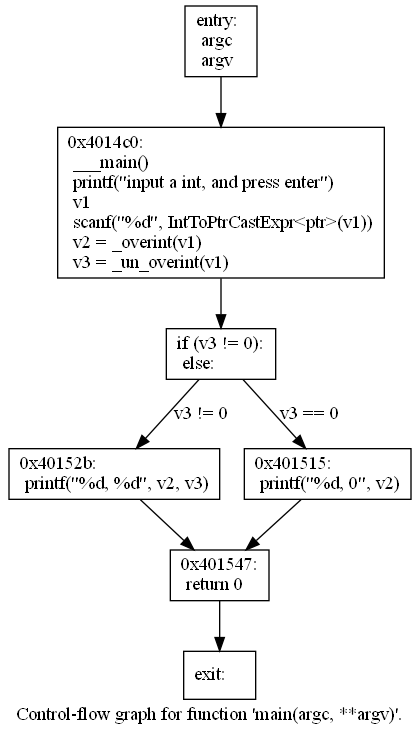 entry:
argc
argv
0x4014c0:
___main()
printf("input a int, and press enter")
v1
scanf("%d", IntToPtrCastExpr<ptr>(v1))
v2 = _overint(v1)
v3 = _un_overint(v1)
if (v3 != 0):
else:
v3 != 0
v3 == 0
0x40152b:
printf("%d, %d", v2, v3)
0x401515:
printf("%d, 0", v2)
0x401547:
return 0
exit:
Control-flow graph for function 'main(argc, **argv)'.